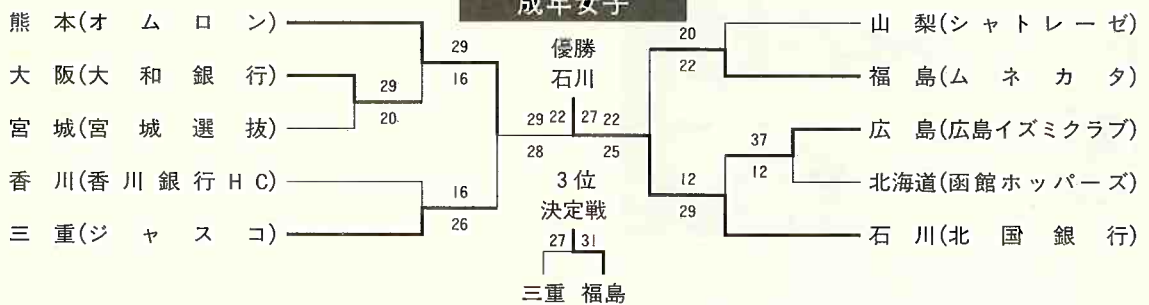 成年女子
熊本(オムロン)
大阪(大和銀行)
宮城(宮城選抜)
香川(香川銀行HC)
三重(ジャスコ)
29
16
29
20
16
26
優勝
石川
29 22 27 22
28 25
3位
決定戦
27 31
三重 福島
20
22
37
12
12
29
山梨(シャトレーゼ)
福島(ムネカタ)
広島(広島イズミクラブ)
北海道(函館ホッパーズ)
石川(北国銀行)